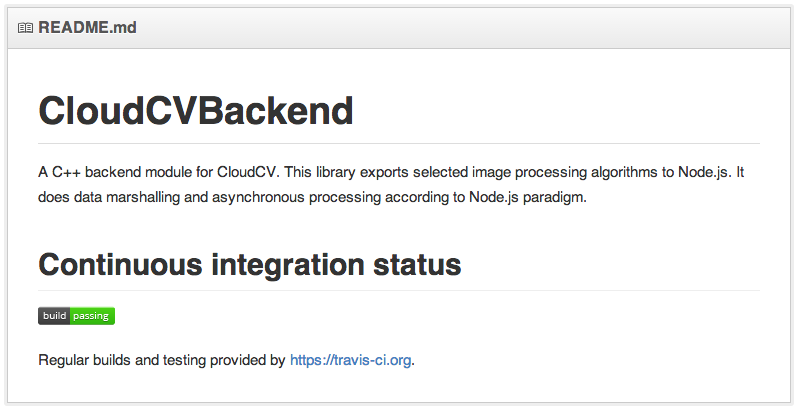 README.md
CloudCVBackend
A C++ backend module for CloudCV. This library exports selected image processing algorithms to Node.js. It
does data marshalling and asynchronous processing according to Node.js paradigm.
Continuous integration status
build passing
Regular builds and testing provided by https://travis-ci.org.